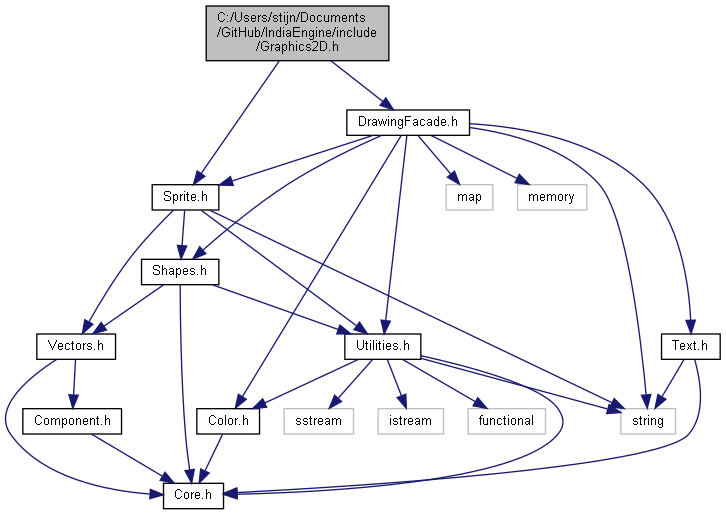 C:/Users/stijn/Documents
/GitHub/IndiaEngine/include
/Graphics2D.h
DrawingFacade.h
Sprite.h
map
memory
Shapes.h
Vectors.h
Utilities.h
Text.h
Component.h
Color.h
sstream
istream
functional
string
Core.h